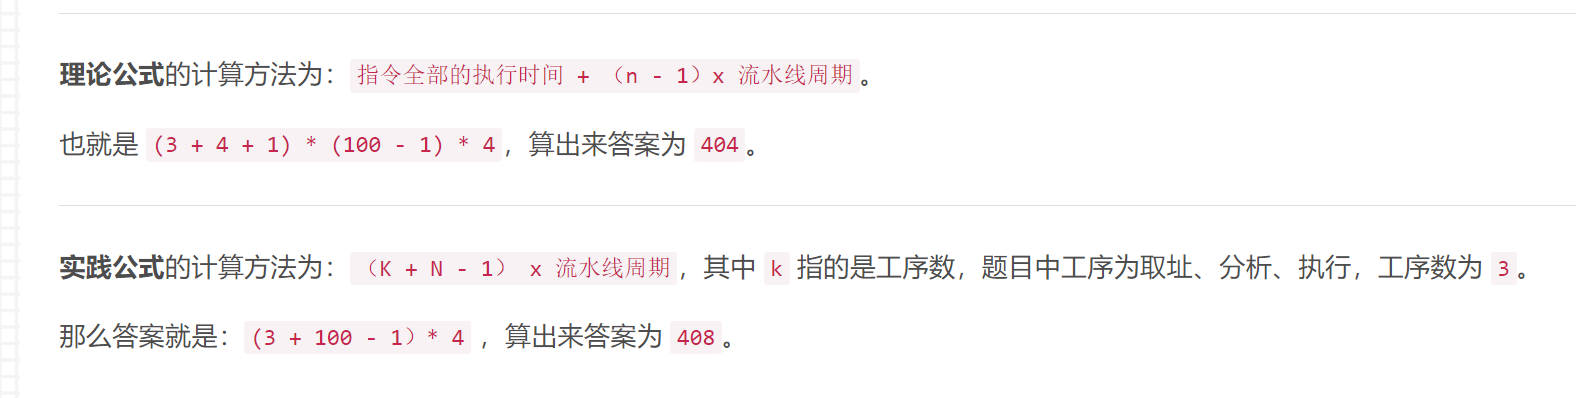 理论公式的计算方法为：指令全部的执行时间 + （n - 1）x 流水线周期。
也就是 (3 + 4 + 1) * (100 - 1) * 4，算出来答案为 404。
实践公式的计算方法为：（K + N - 1） x 流水线周期，其中 k 指的是工序数，题目中工序为取址、分析、执行，工序数为 3。
那么答案就是：(3 + 100 - 1）* 4 ，算出来答案为 408。